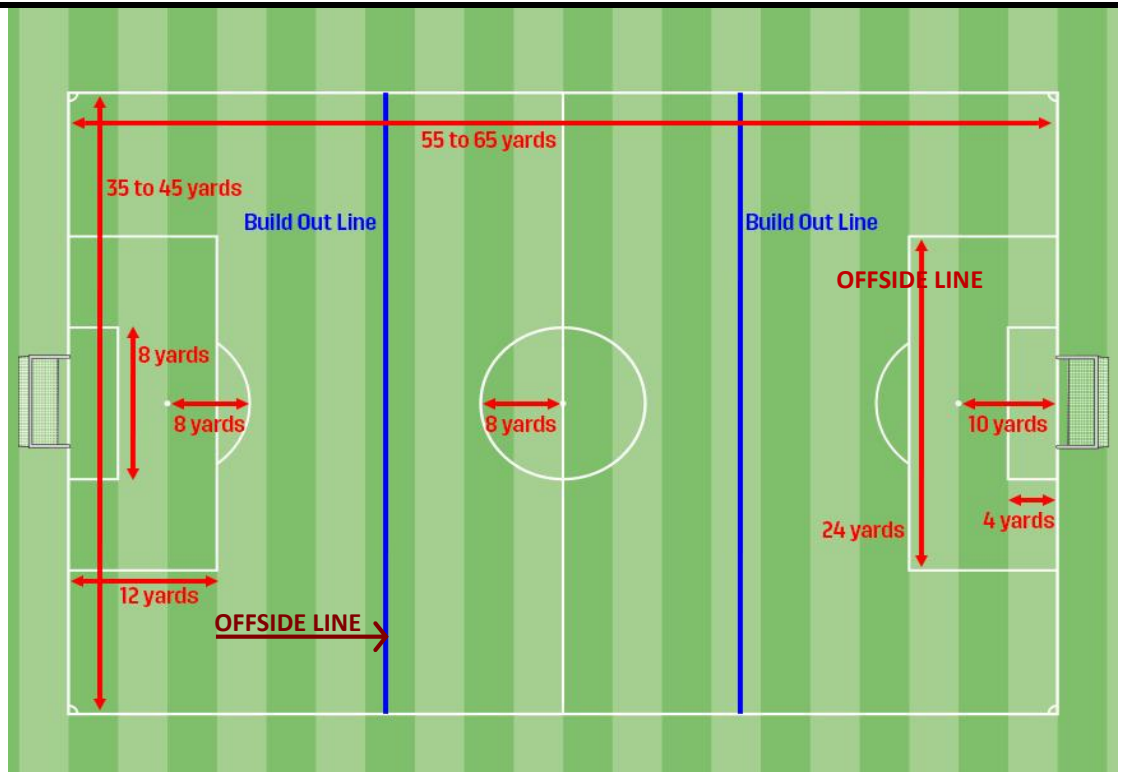 55 to 65 yards
35 to 45 yards
Build Out Line
Build Out Line
OFFSIDE LINE
8 yards
8 yards
8 yards
10 yards
4 yards
24 yards
12 yards
OFFSIDE LINE